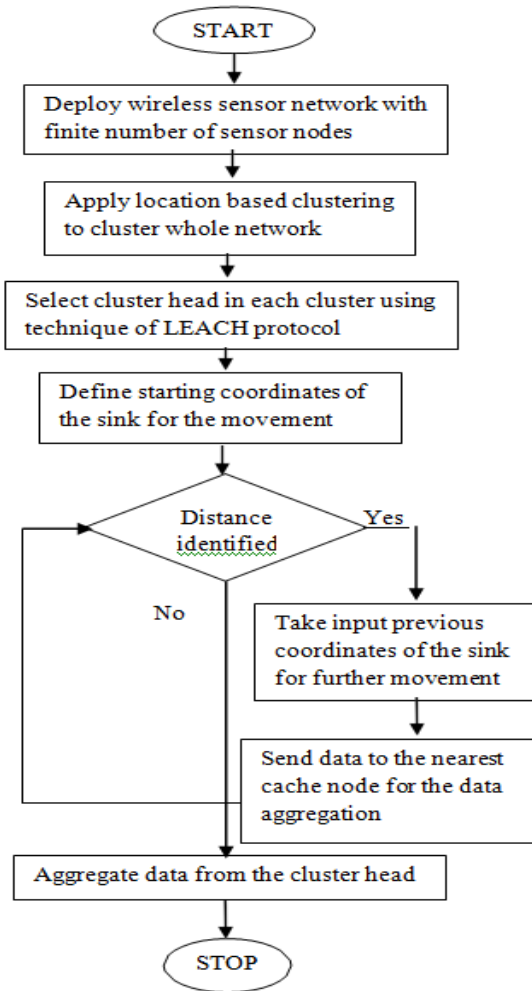 START
Deploy wireless sensor network with
finite number of sensor nodes
Apply location based clustering
to cluster whole network
Select cluster head in each cluster using
technique of LEACH protocol
Define starting coordinates of
the sink for the movement
Distance
identified
Yes
No
Take input previous
coordinates of the sink
for further movement
Send data to the nearest
cache node for the data
aggregation
Aggregate data from the cluster head
STOP